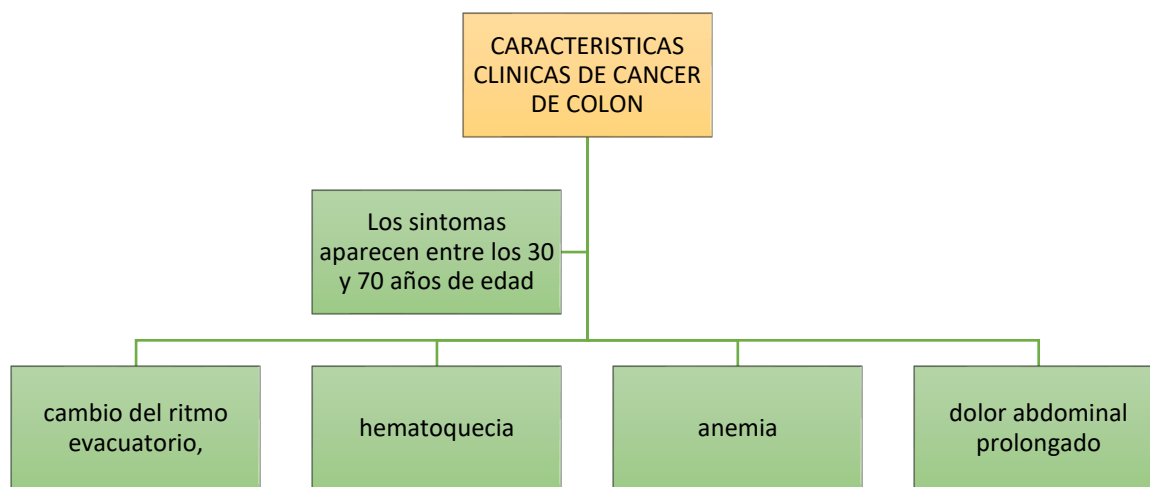 CARACTERISTICAS
CLINICAS DE CANCER
DE COLON
Los sintomas
aparecen entre los 30
y 70 años de edad
cambio del ritmo
evacuatorio,
hematoquecia
anemia
dolor abdominal
prolongado